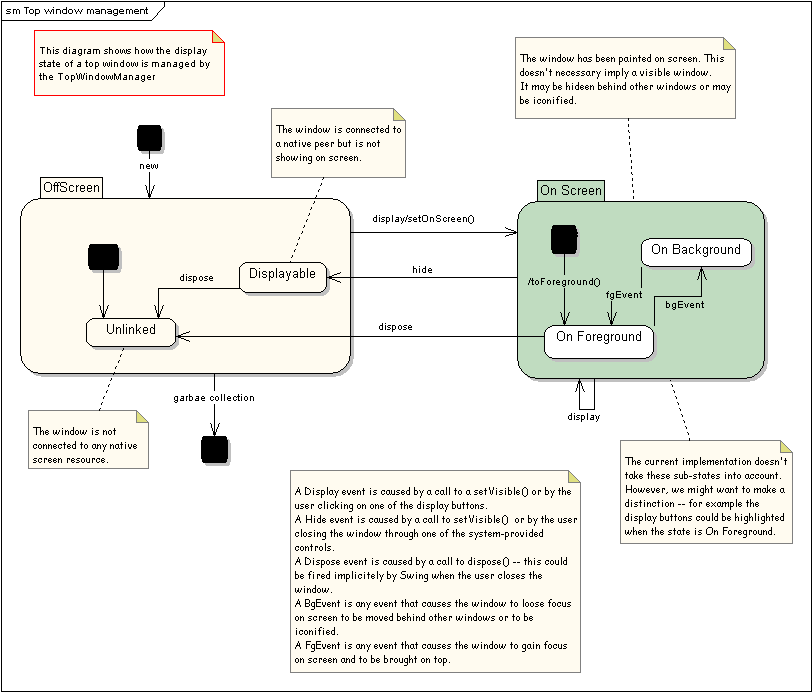 sm Top window management
This diagram shows how the display
state of a top window is managed by
the TopWindowManager
The window has been painted on screen. This
doesn't necessary imply a visible window.
It may be hideen behind other windows or may
be iconified.
The window is connected to
a native peer but is not
showing on screen.
new
OffScreen
On Screen
display/setOnScreen()
On Background
Displayable
hide
dispose
/toForeground()
fgEvent
bgEvent
Unlinked
dispose
On Foreground
garbae collection
display
The window is not
connected to any native
screen resource.
The current implementation doesn't
take these sub-states into account.
However, we might want to make a
distinction -- for example the
display buttons could be highlighted
when the state is On Foreground.
A Display event is caused by a call to a setVisible() or by the
user clicking on one of the display buttons.
A Hide event is caused by a call to setVisible() or by the user
closing the window through one of the system-provided
controls.
A Dispose event is caused by a call to dispose() -- this could
be fired implicitely by Swing when the user closes the
window.
A BgEvent is any event that causes the window to loose focus
on screen to be moved behind other windows or to be
iconified.
A FgEvent is any event that causes the window to gain focus
on screen and to be brought on top.